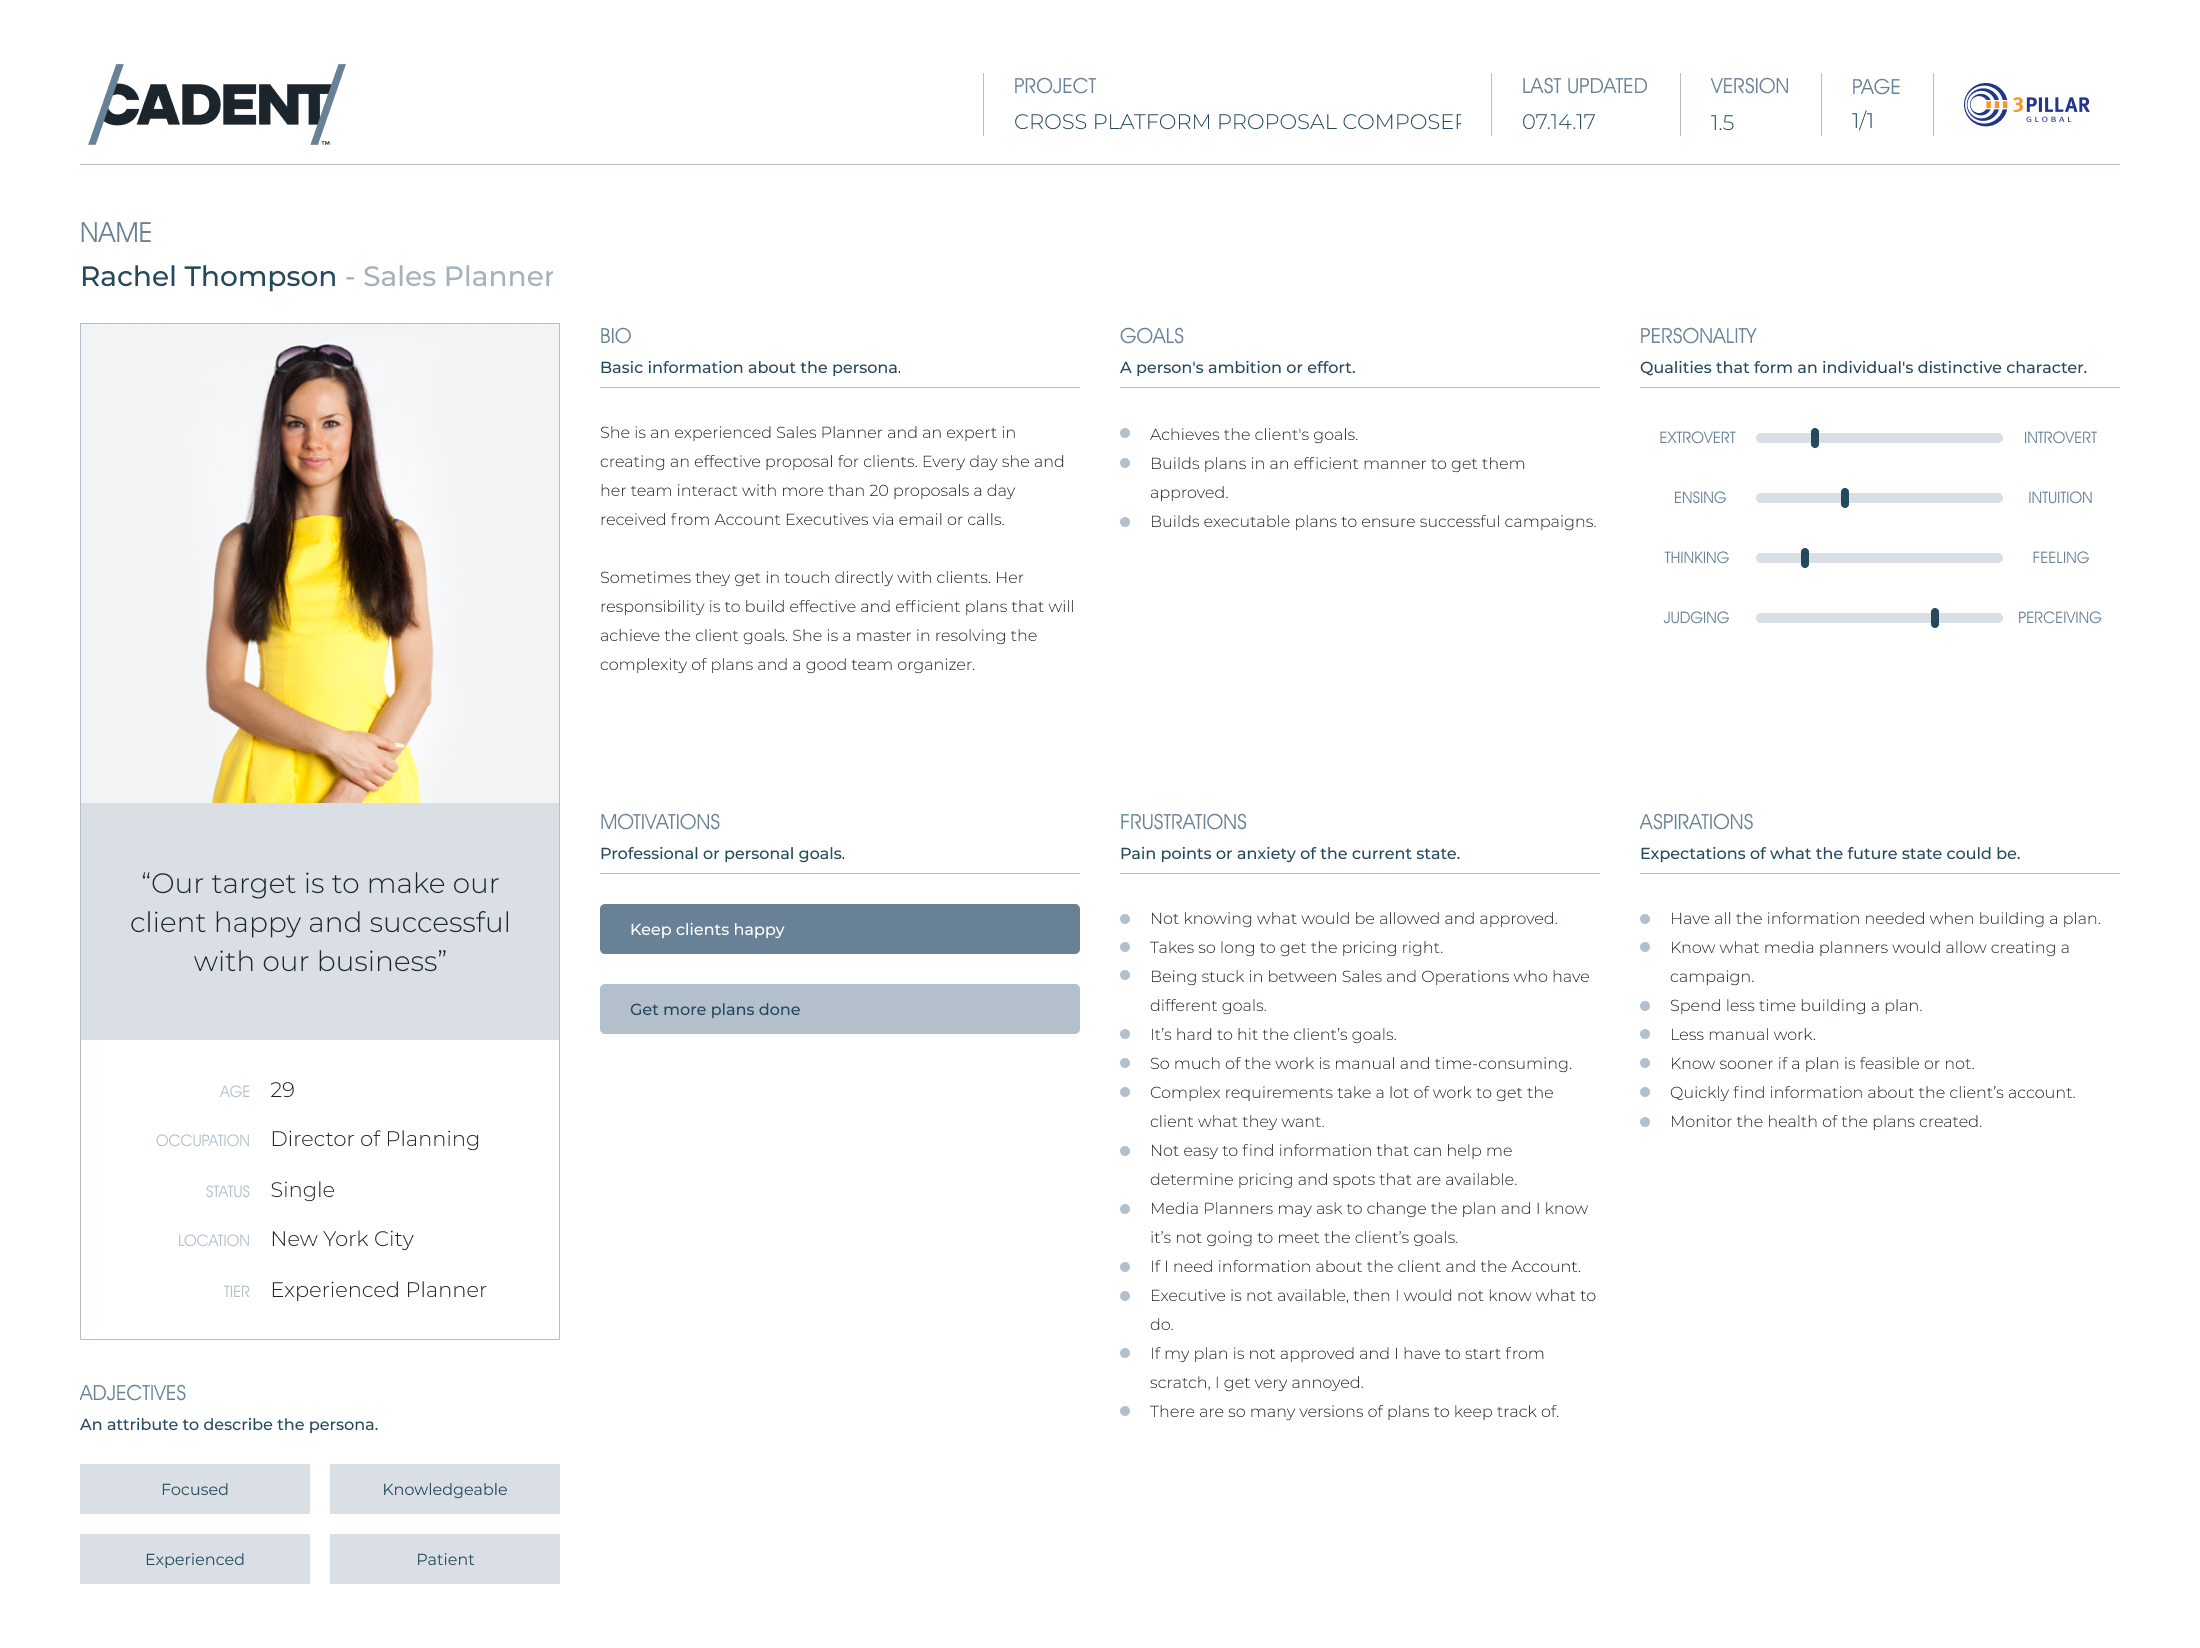 CADENT
™
PROJECT
CROSS PLATFORM PROPOSAL COMPOSER
LAST UPDATED
07.14.17
VERSION
1.5
PAGE
1/1
3PILLAR
GLOBAL
NAME
Rachel Thompson - Sales Planner
“Our target is to make our
client happy and successful
with our business”
AGE 29
OCCUPATION Director of Planning
STATUS Single
LOCATION New York City
TIER Experienced Planner
ADJECTIVES
An attribute to describe the persona.
Focused
Knowledgeable
Experienced
Patient
BIO
Basic information about the persona.
She is an experienced Sales Planner and an expert in
creating an effective proposal for clients. Every day she and
her team interact with more than 20 proposals a day
received from Account Executives via email or calls.
Sometimes they get in touch directly with clients. Her
responsibility is to build effective and efficient plans that will
achieve the client goals. She is a master in resolving the
complexity of plans and a good team organizer.
GOALS
A person's ambition or effort.
Achieves the client's goals.
Builds plans in an efficient manner to get them
approved.
Builds executable plans to ensure successful campaigns.
PERSONALITY
Qualities that form an individual's distinctive character.
EXTROVERT INTROVERT
ENSING INTUITION
THINKING FEELING
JUDGING PERCEIVING
MOTIVATIONS
Professional or personal goals.
Keep clients happy
Get more plans done
FRUSTRATIONS
Pain points or anxiety of the current state.
Not knowing what would be allowed and approved.
Takes so long to get the pricing right.
Being stuck in between Sales and Operations who have
different goals.
It’s hard to hit the client’s goals.
So much of the work is manual and time-consuming.
Complex requirements take a lot of work to get the
client what they want.
Not easy to find information that can help me
determine pricing and spots that are available.
Media Planners may ask to change the plan and I know
it’s not going to meet the client’s goals.
If I need information about the client and the Account.
Executive is not available, then I would not know what to
do.
If my plan is not approved and I have to start from
scratch, I get very annoyed.
There are so many versions of plans to keep track of.
ASPIRATIONS
Expectations of what the future state could be.
Have all the information needed when building a plan.
Know what media planners would allow creating a
campaign.
Spend less time building a plan.
Less manual work.
Know sooner if a plan is feasible or not.
Quickly find information about the client’s account.
Monitor the health of the plans created.